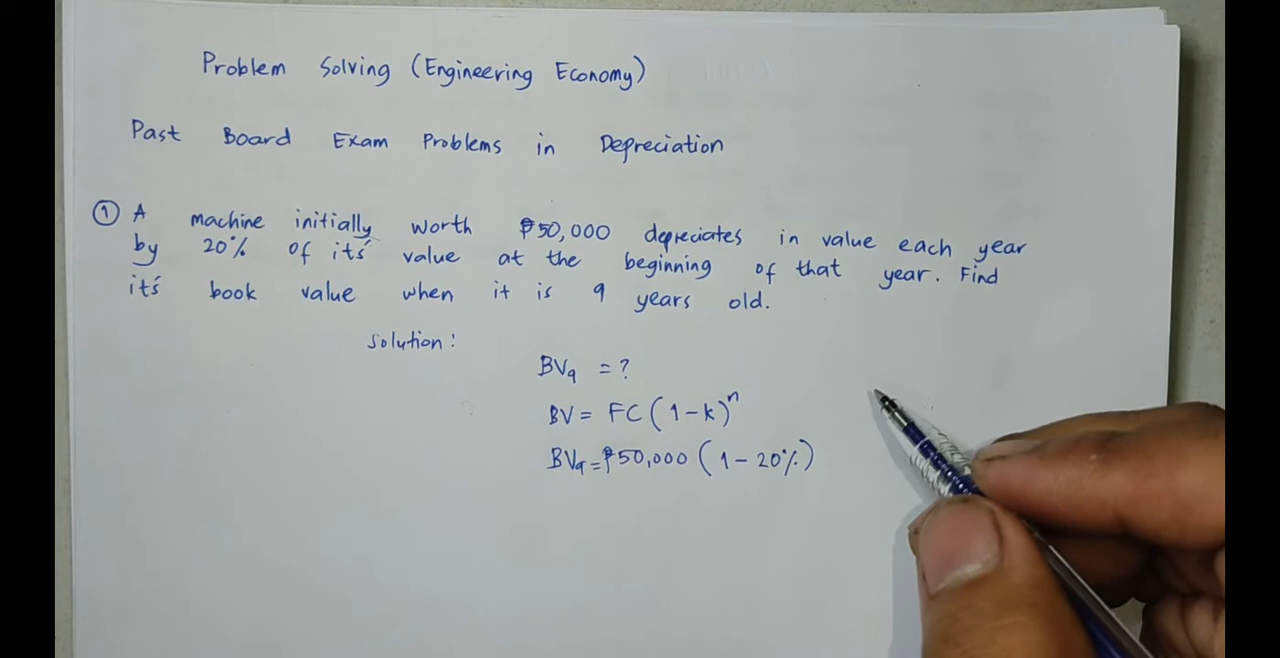 Problem Solving (Engineering Economy)
Past Board Exam Problems in Depreciation
① A machine initially worth ₱50,000 depreciates in value each year
by 20% of it's value at the beginning of that year. Find
it's book value when it is 9 years old.
Solution:
BV₉ = ?
BV = FC (1-k)ⁿ
BV₉ = ₱50,000 (1 - 20%)